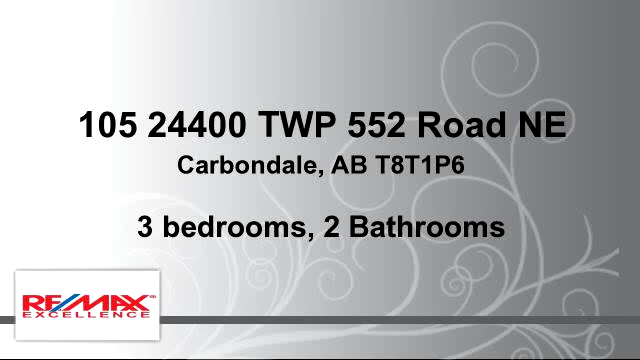 105 24400 TWP 552 Road NE
Carbondale, AB T8T1P6
3 bedrooms, 2 Bathrooms
RE/MAX
EXCELLENCE